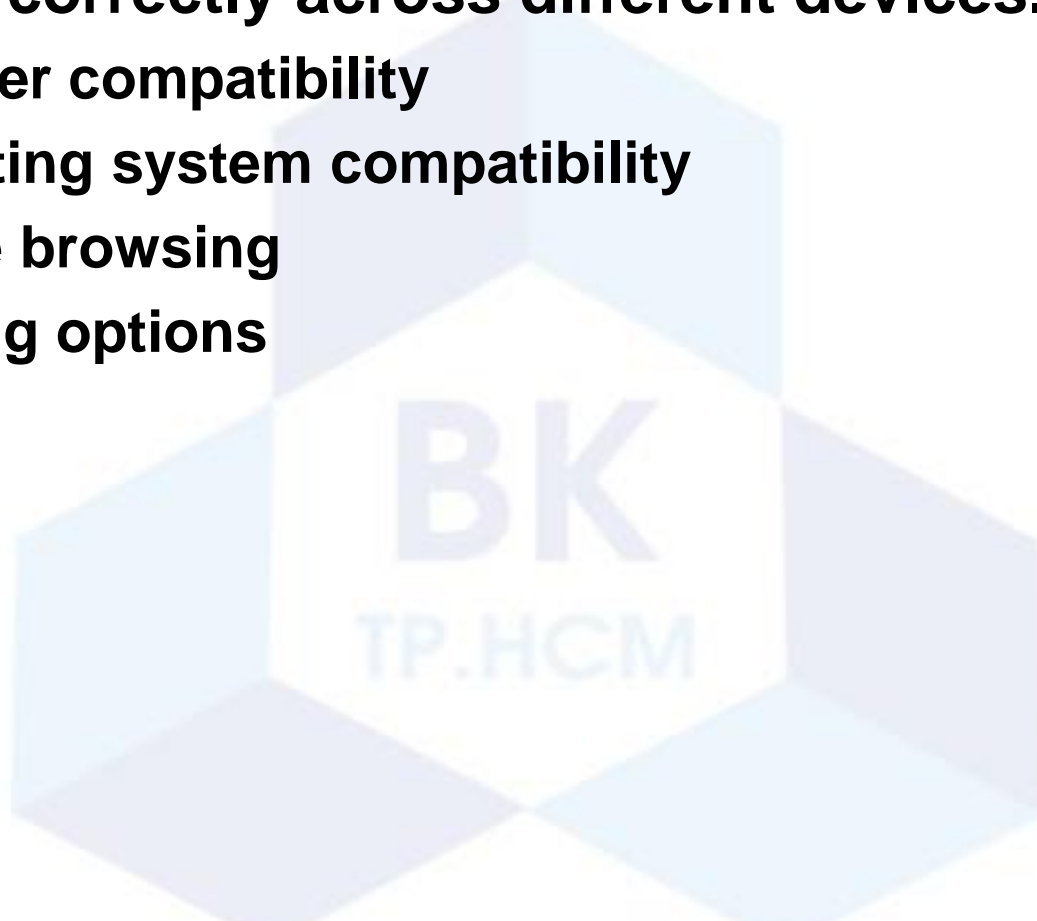 correctly across different devices.
er compatibility
ting system compatibility
e browsing
g options
BK
TP.HCM